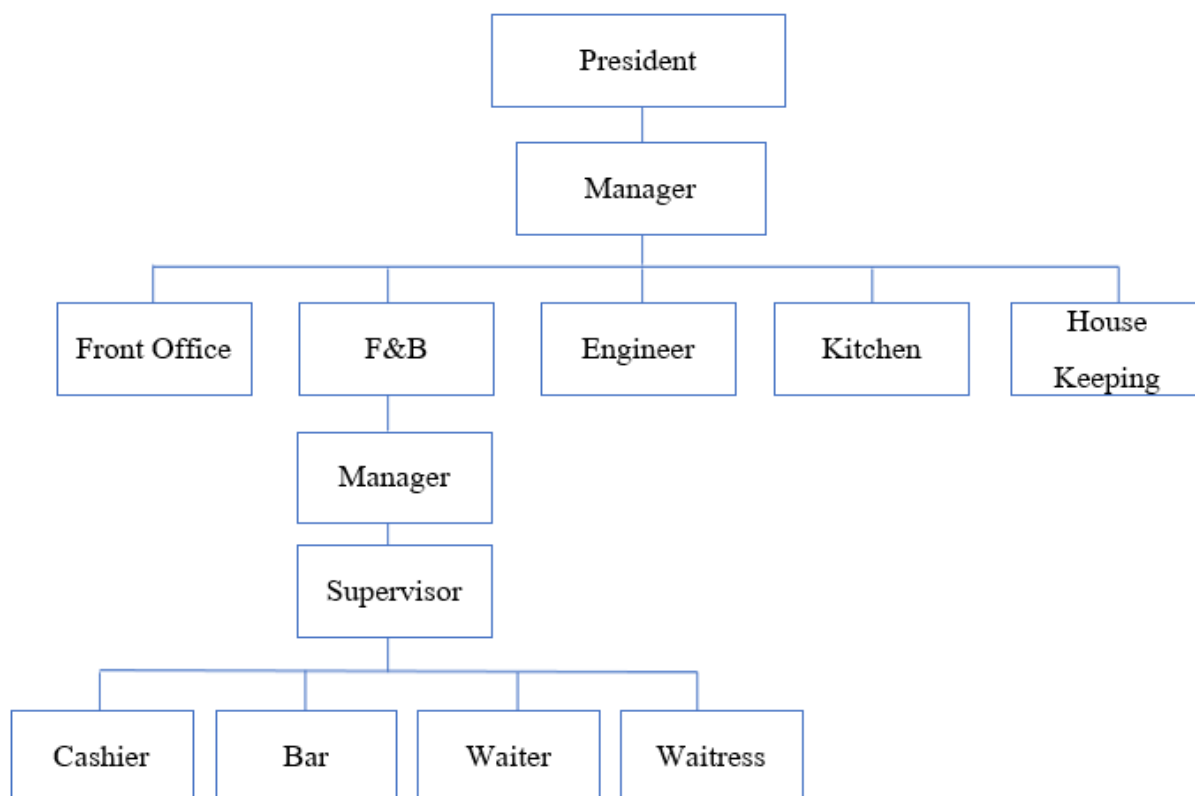 President
Manager
Front Office
F&B
Engineer
Kitchen
House
Keeping
Manager
Supervisor
Cashier
Bar
Waiter
Waitress